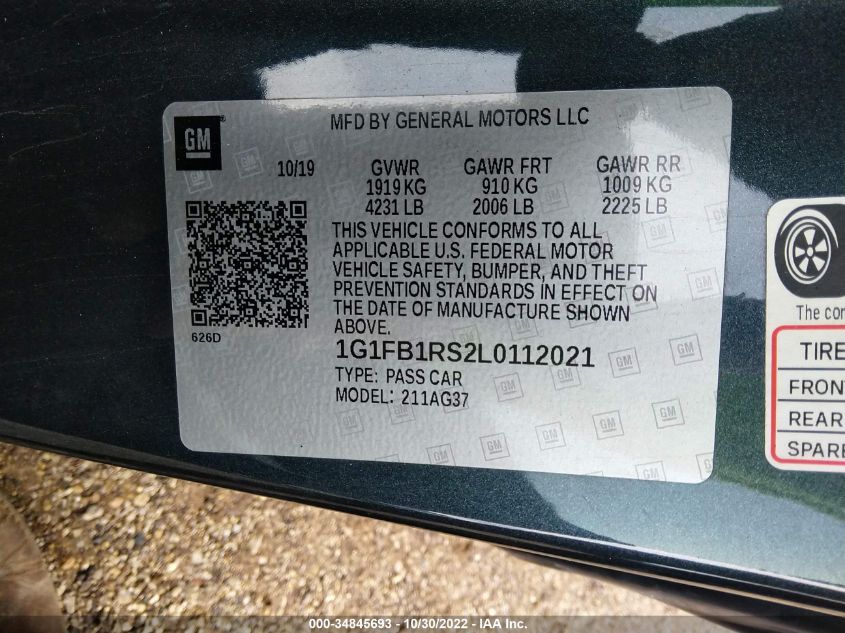 GM
MFD BY GENERAL MOTORS LLC
10/19 GVWR GAWR FRT GAWR RR
1919 KG 910 KG 1009 KG
4231 LB 2006 LB 2225 LB
THIS VEHICLE CONFORMS TO ALL
APPLICABLE U.S. FEDERAL MOTOR
VEHICLE SAFETY, BUMPER, AND THEFT
PREVENTION STANDARDS IN EFFECT ON
THE DATE OF MANUFACTURE SHOWN
ABOVE.
626D
1G1FB1RS2L0112021
TYPE: PASS CAR
MODEL: 211AG37
The com
TIRE
FRON
REAR
SPARE
000-34845693 - 10/30/2022 - IAA Inc.